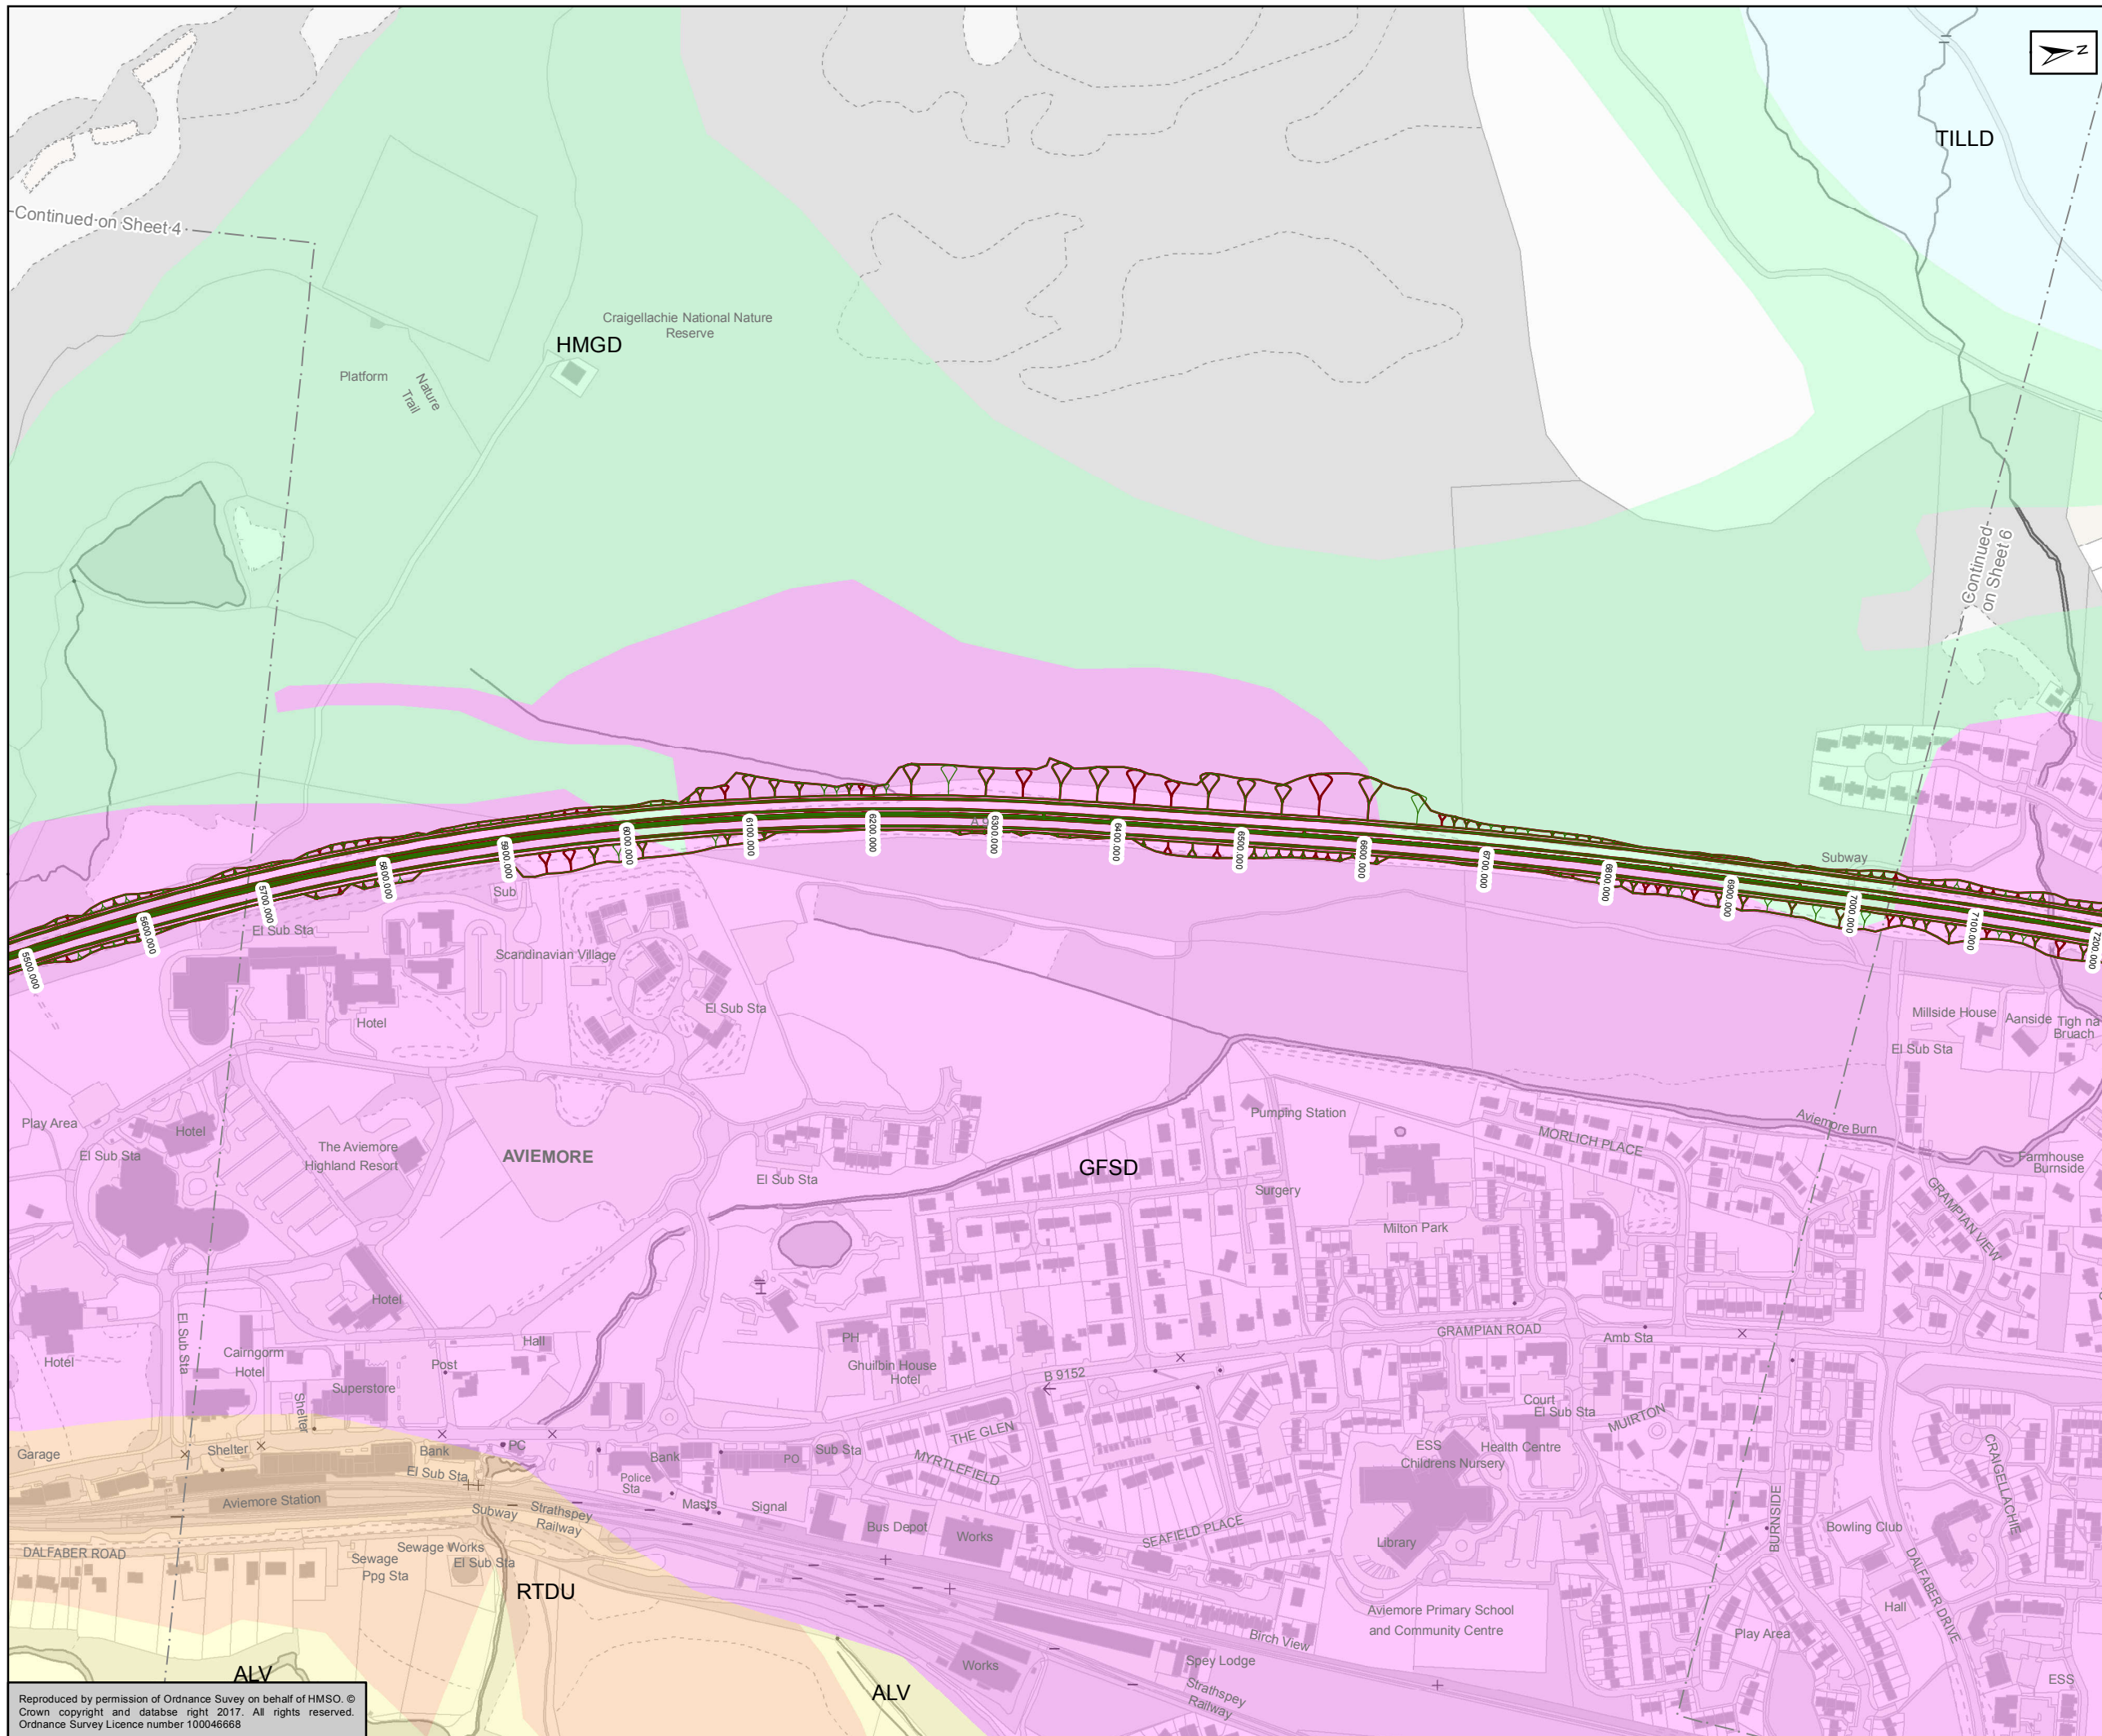 N
TILLD
Continued on Sheet 4
Craigellachie National Nature
Reserve
HMGD
Platform
Nature
Trail
Continued
on Sheet 6
A 9
5500.000
5600.000
5700.000
5800.000
5900.000
6000.000
6100.000
6200.000
6300.000
6400.000
6500.000
6600.000
6700.000
6800.000
6900.000
7000.000
7100.000
7200.000
Subway
Sub
El Sub Sta
Scandinavian Village
El Sub Sta
Hotel
Millside House
Aanside
Tigh na
Bruach
El Sub Sta
Play Area
Hotel
El Sub Sta
The Aviemore
Highland Resort
AVIEMORE
El Sub Sta
GFSD
Pumping Station
MORLICH PLACE
Aviemore Burn
Surgery
Milton Park
Farmhouse
Burnside
GRAMPIAN VIEW
Hotel
El Sub Sta
Hotel
Cairngorm
Hotel
Hall
Post
Superstore
Shelter
PH
Ghuilbin House
Hotel
B 9152
GRAMPIAN ROAD
Amb Sta
Court
El Sub Sta
MUIRTON
Garage
Shelter
Bank
PC
El Sub Sta
Bank
PO
Sub Sta
THE GLEN
MYRTLEFIELD
ESS
Childrens Nursery
Health Centre
CRAIGELLACHIE
Police
Sta
Aviemore Station
Subway
Strathspey
Railway
Masts
Signal
Bus Depot
Works
SEAFIELD PLACE
Library
BURNSIDE
Bowling Club
DALFABER ROAD
Sewage Works
Sewage
Ppg Sta
El Sub Sta
RTDU
DALFABER DRIVE
Hall
Birch View
Aviemore Primary School
and Community Centre
Play Area
Works
Spey Lodge
Strathspey
Railway
ESS
ALV
ALV
Reproduced by permission of Ordnance Suvey on behalf of HMSO. ©
Crown copyright and databse right 2017. All rights reserved.
Ordnance Survey Licence number 100046668